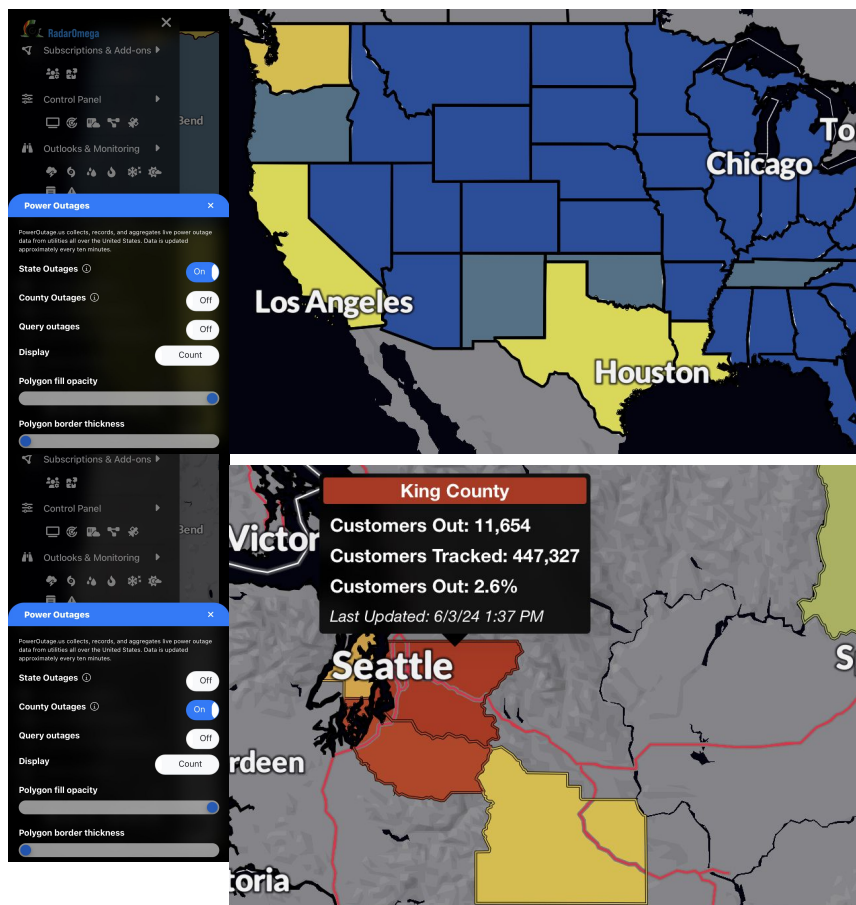 RadarOmega
Subscriptions & Add-ons
Control Panel
Bend
Outlooks & Monitoring
Power Outages
PowerOutage.us collects, records, and aggregates live power outage
data from utilities all over the United States. Data is updated
approximately every ten minutes.
State Outages
On
County Outages
Off
Query outages
Off
Display
Count
Polygon fill opacity
Polygon border thickness
Chicago
To
Los Angeles
Houston
Subscriptions & Add-ons
Control Panel
Bend
Outlooks & Monitoring
Power Outages
PowerOutage.us collects, records, and aggregates live power outage
data from utilities all over the United States. Data is updated
approximately every ten minutes.
State Outages
Off
County Outages
On
Query outages
Off
Display
Count
Polygon fill opacity
Polygon border thickness
King County
Customers Out: 11,654
Customers Tracked: 447,327
Customers Out: 2.6%
Last Updated: 6/3/24 1:37 PM
Victor
Seattle
S
rdeen
toria